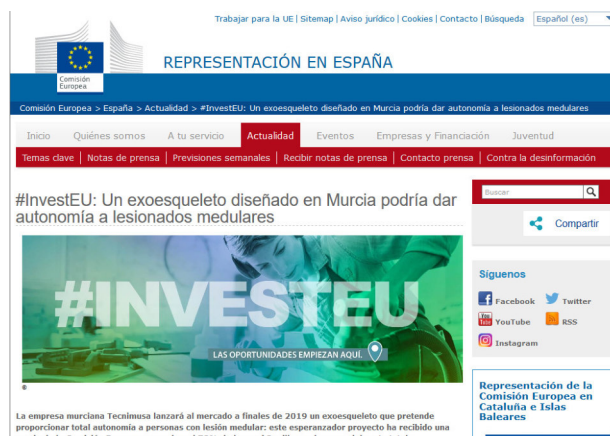 Trabajar para la UE | Sitemap | Aviso jurídico | Cookies | Contacto | Búsqueda Español (es)
Comisión
Europea
REPRESENTACIÓN EN ESPAÑA
Comisión Europea > España > Actualidad > #InvestEU: Un exoesqueleto diseñado en Murcia podría dar autonomía a lesionados medulares
Inicio Quiénes somos A tu servicio Actualidad Eventos Empresas y Financiación Juventud
Temas clave | Notas de prensa | Previsiones semanales | Recibir notas de prensa | Contacto prensa | Contra la desinformación
#InvestEU: Un exoesqueleto diseñado en Murcia podría dar
autonomía a lesionados medulares
#INVESTEU
LAS OPORTUNIDADES EMPIEZAN AQUÍ.
©
La empresa murciana Tecnimusa lanzará al mercado a finales de 2019 un exoesqueleto que pretende
proporcional total autonomía a personas con lesión medular: este esperanzador proyecto ha recibido una
Buscar
Compartir
Síguenos
Facebook Twitter
YouTube RSS
Instagram
Representación de la
Comisión Europea en
Cataluña e Islas
Baleares